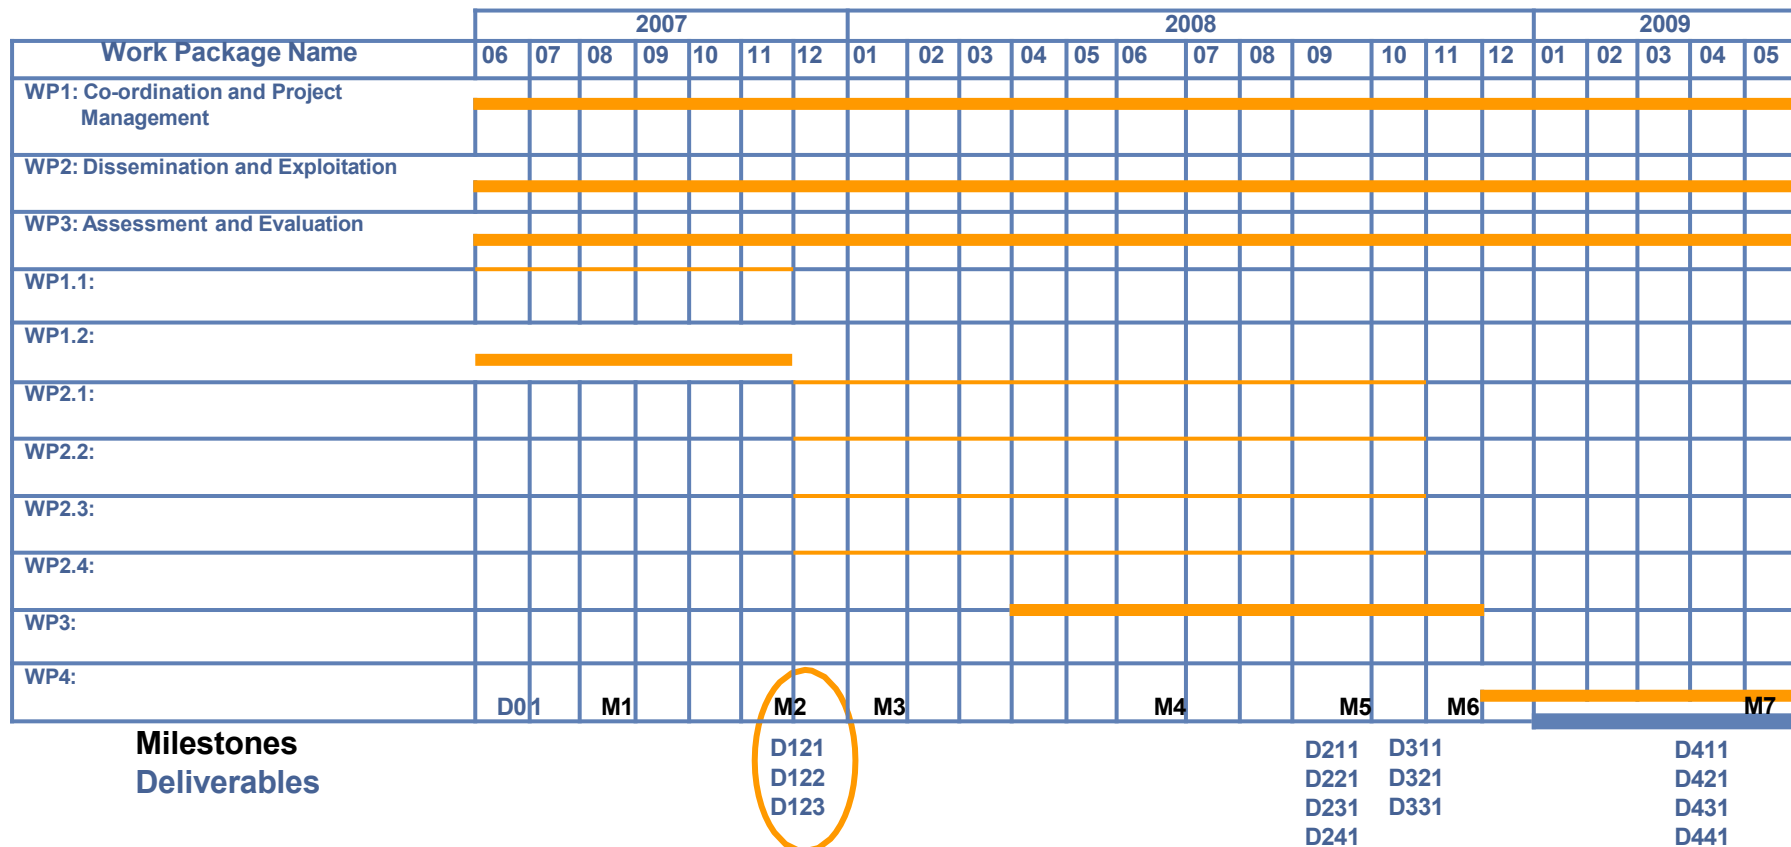 2007 2008 2009
Work Package Name 06 07 08 09 10 11 12 01 02 03 04 05 06 07 08 09 10 11 12 01 02 03 04 05
WP1: Co-ordination and Project
Management
WP2: Dissemination and Exploitation
WP3: Assessment and Evaluation
WP1.1:
WP1.2:
WP2.1:
WP2.2:
WP2.3:
WP2.4:
WP3:
WP4:
D01 M1 M2 M3 M4 M5 M6 M7
Milestones D121 D211 D311 D411
Deliverables D122 D221 D321 D421
D123 D231 D331 D431
D241 D441